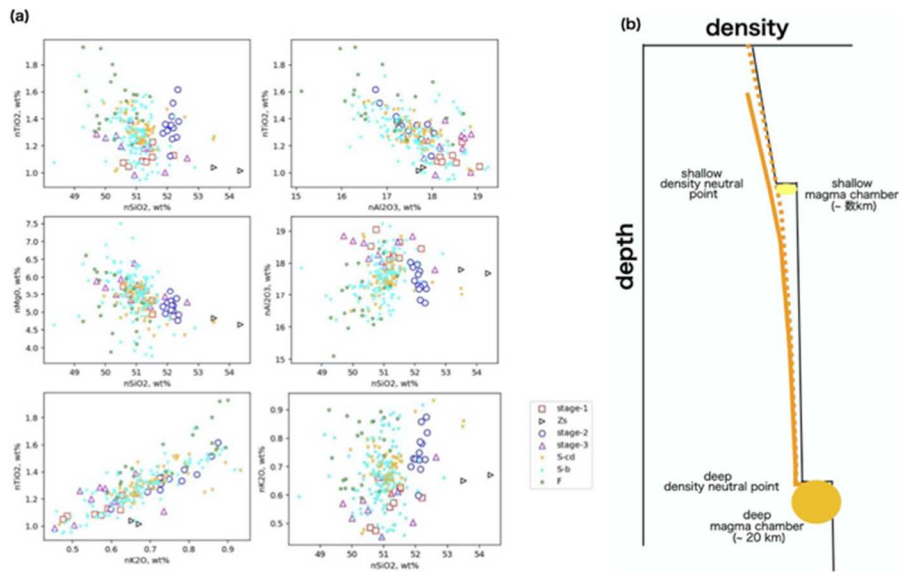 (a)
nTiO2, wt%
1.8
1.6
1.4
1.2
1.0
49 50 51 52 53 54
nSiO2, wt%
nTiO2, wt%
1.8
1.6
1.4
1.2
1.0
15 16 17 18 19
nAl2O3, wt%
nMgO, wt%
7.5
7.0
6.5
6.0
5.5
5.0
4.5
4.0
49 50 51 52 53 54
nSiO2, wt%
nAl2O3, wt%
19
18
17
16
15
49 50 51 52 53 54
nSiO2, wt%
nTiO2, wt%
1.8
1.6
1.4
1.2
1.0
0.5 0.6 0.7 0.8 0.9
nK2O, wt%
nK2O, wt%
0.9
0.8
0.7
0.6
0.5
49 50 51 52 53 54
nSiO2, wt%
stage-1
Zs
stage-2
stage-3
S-cd
S-b
F
(b)
density
depth
shallow
density neutral
point
shallow
magma chamber
(~ 数km)
deep
density neutral point
deep
magma chamber
(~ 20 km)